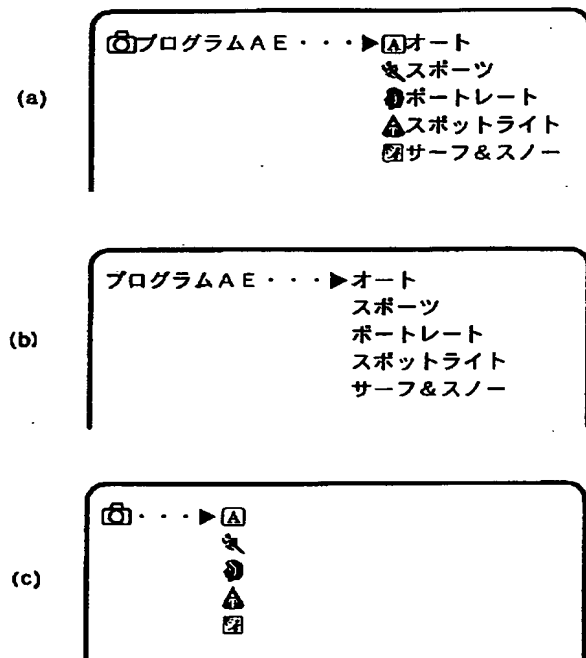 (a)
プログラムAE・・・▶Aオート
スポーツ
ポートレート
スポットライト
サーフ&スノー
(b)
プログラムAE・・・▶オート
スポーツ
ポートレート
スポットライト
サーフ&スノー
(c)
・・・▶A